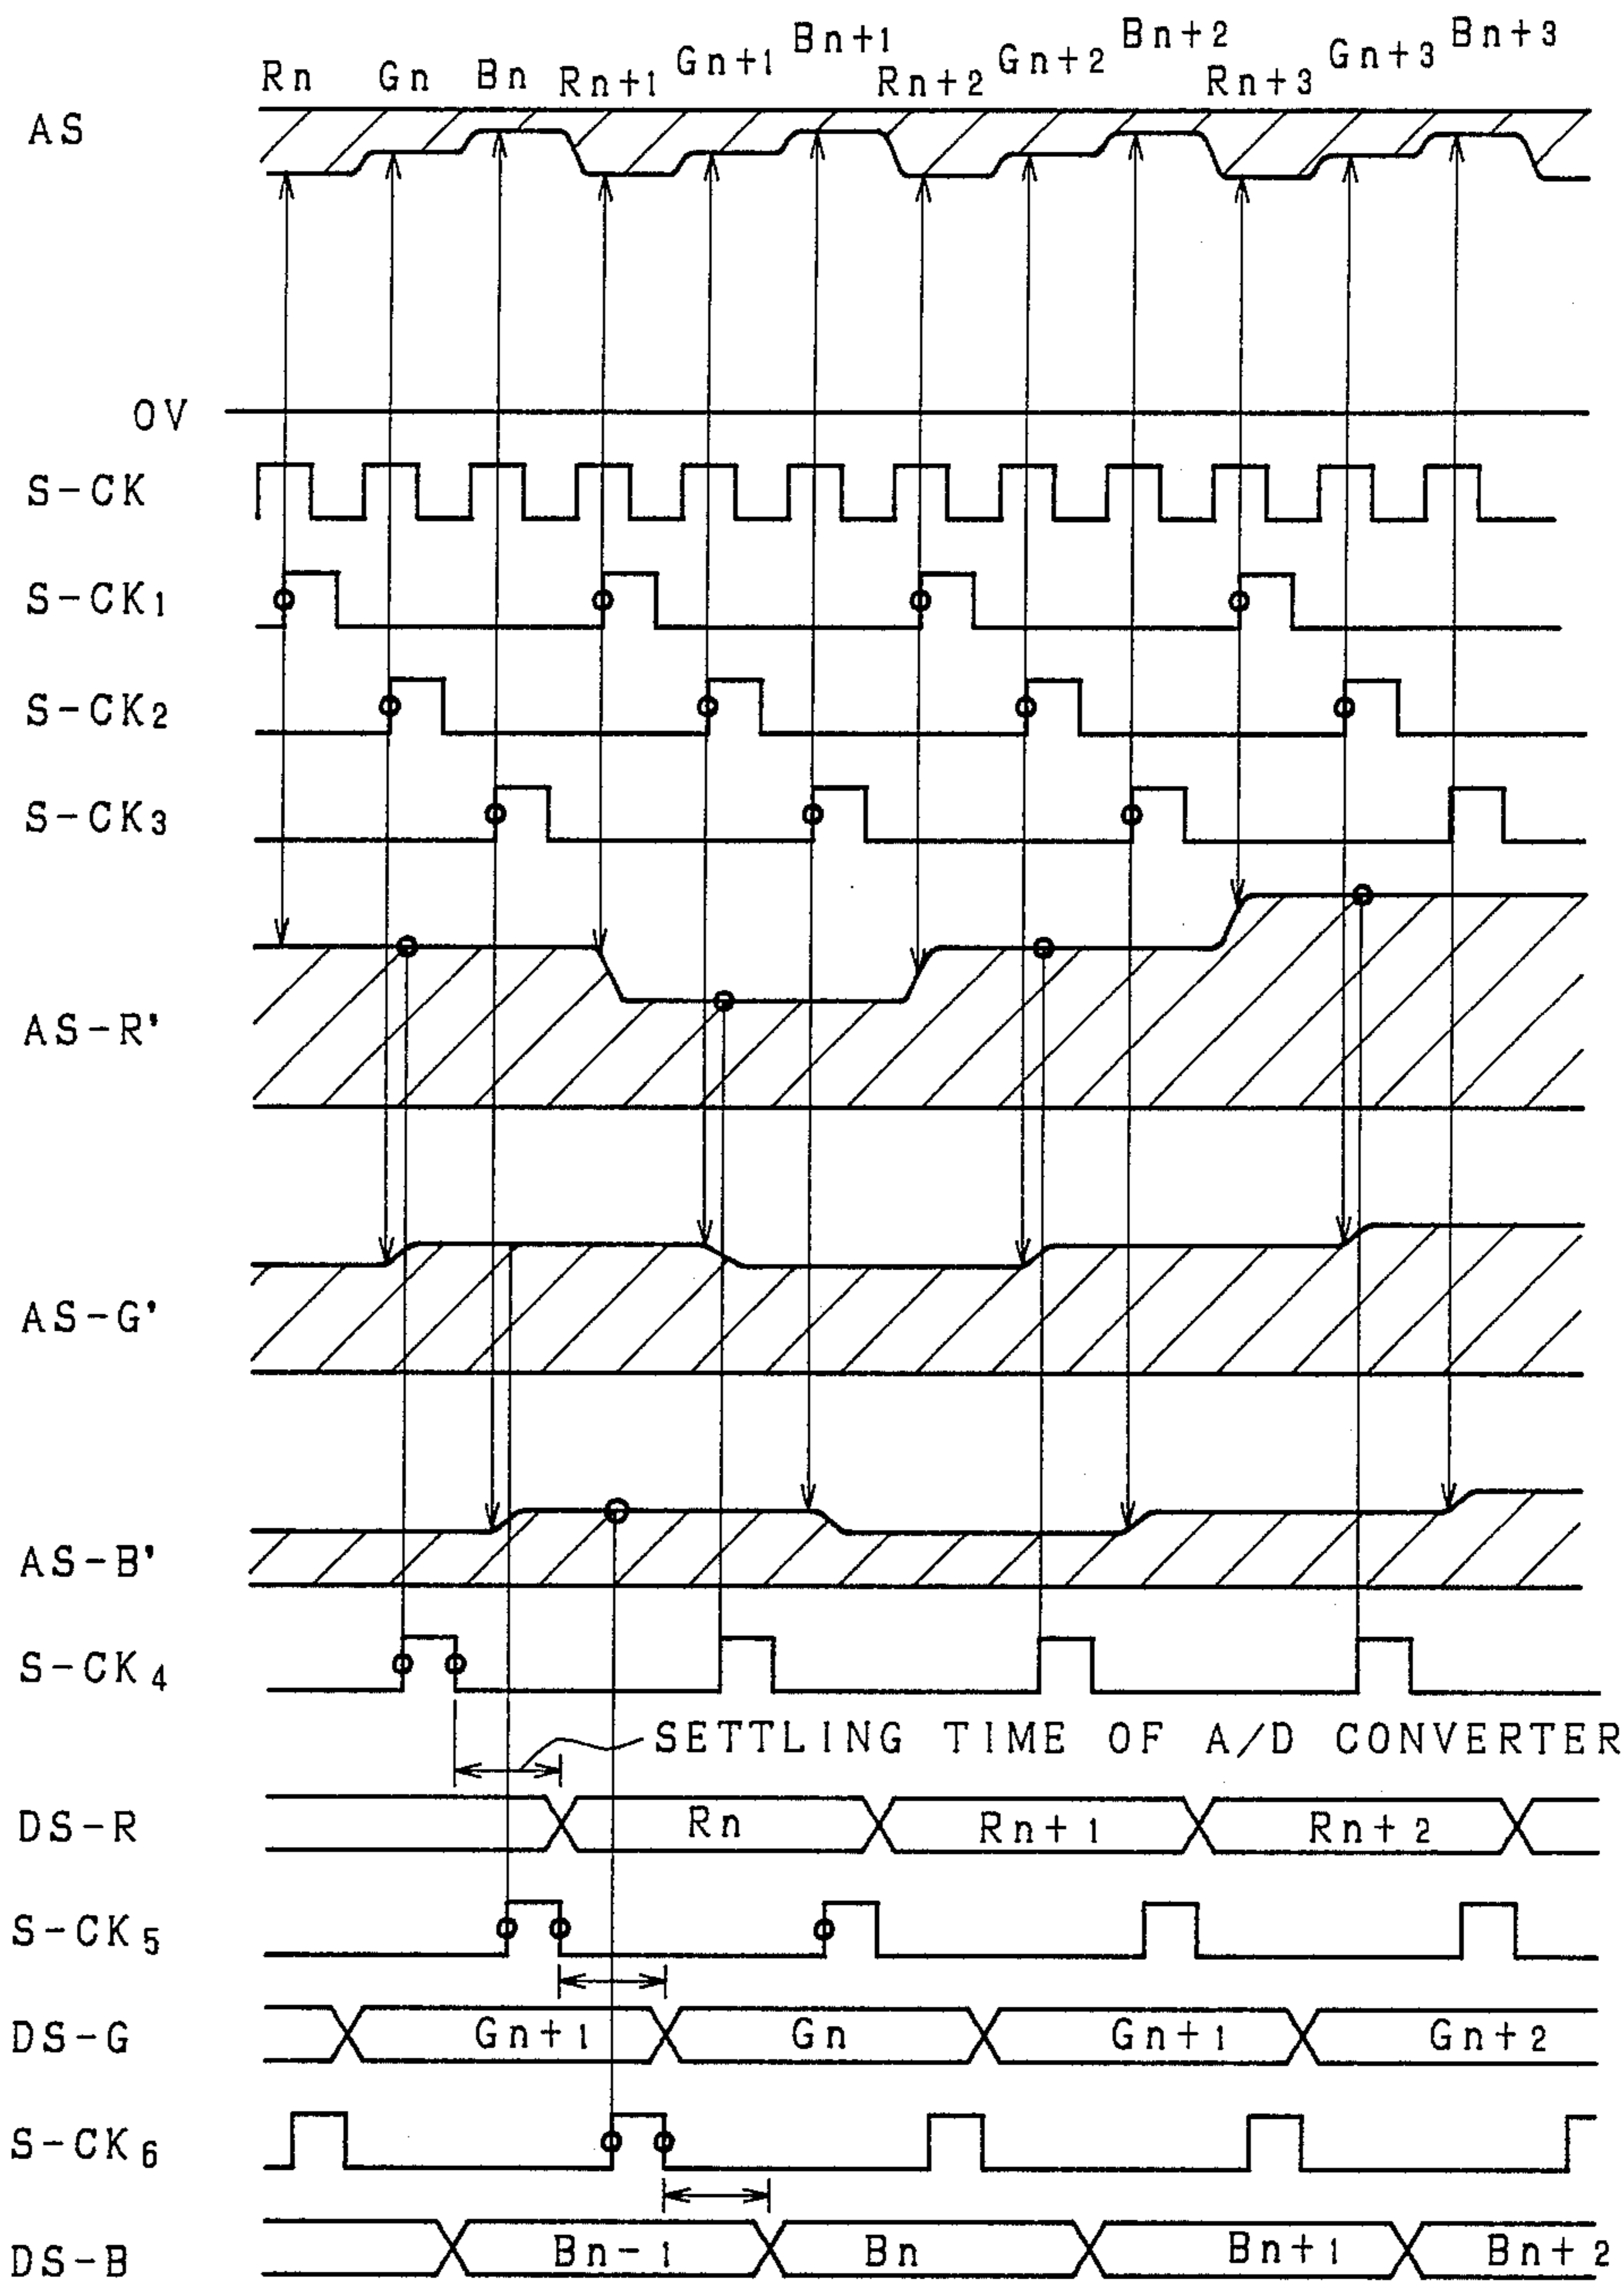 Rn Gn Bn Rn+1 Gn+1 Bn+1 Rn+2 Gn+2 Bn+2 Rn+3 Gn+3 Bn+3
AS
OV
S-CK
S-CK1
S-CK2
S-CK3
AS-R'
AS-G'
AS-B'
S-CK4
SETTLING TIME OF A/D CONVERTER
DS-R Rn Rn+1 Rn+2
S-CK5
DS-G Gn+1 Gn Gn+1 Gn+2
S-CK6
DS-B Bn-1 Bn Bn+1 Bn+2